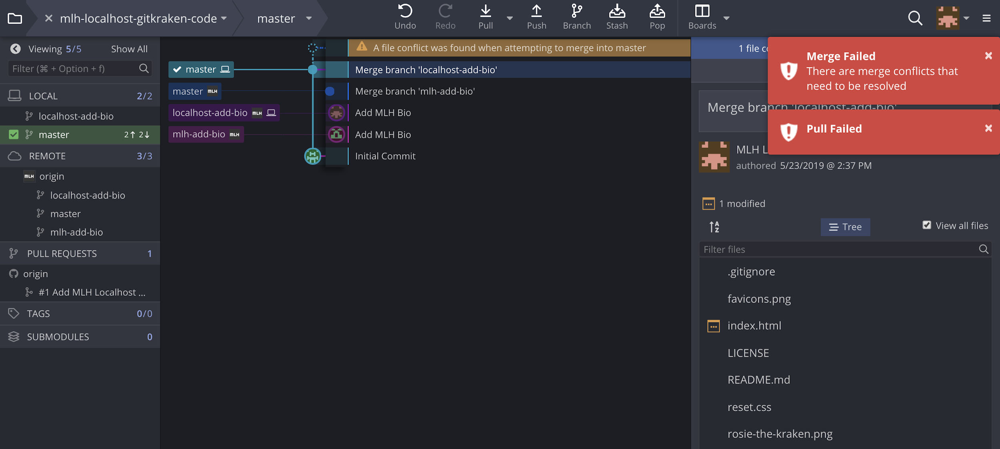 mlh-localhost-gitkraken-code
master
Undo
Redo
Pull
Push
Branch
Stash
Pop
Boards
Viewing 5/5 Show All
Filter (⌘ + Option + f)
LOCAL 2/2
localhost-add-bio
master 2↑ 2↓
REMOTE 3/3
MLH origin
localhost-add-bio
master
mlh-add-bio
PULL REQUESTS 1
origin
#1 Add MLH Localhost ...
TAGS 0/0
SUBMODULES 0
A file conflict was found when attempting to merge into master
master Merge branch 'localhost-add-bio'
master MLH Merge branch 'mlh-add-bio'
localhost-add-bio MLH Add MLH Bio
mlh-add-bio MLH Add MLH Bio
Initial Commit
1 file
Merge Failed
There are merge conflicts that
need to be resolved
Merge branch 'localhost-add-bio'
Pull Failed
MLH
authored 5/23/2019 @ 2:37 PM
1 modified
A
Z
Tree
View all files
Filter files
.gitignore
favicons.png
index.html
LICENSE
README.md
reset.css
rosie-the-kraken.png